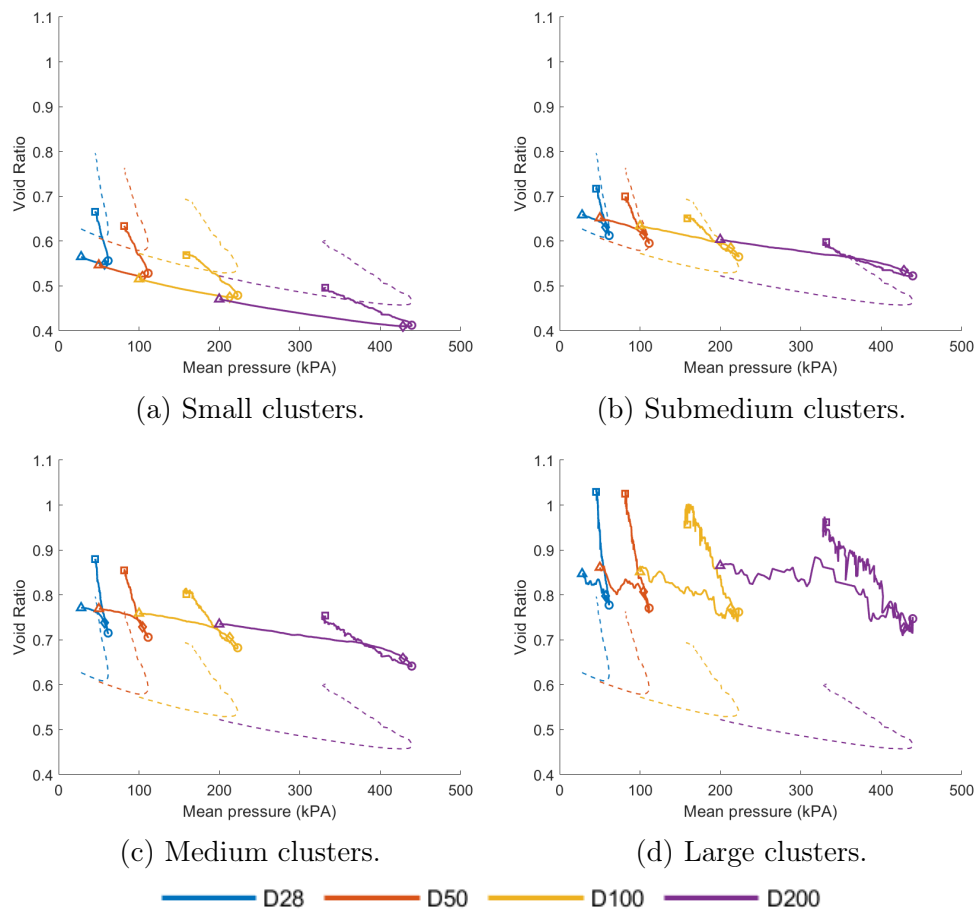 1.1
1
0.9
0.8
0.7
0.6
0.5
0.4
Void Ratio
0 100 200 300 400 500
Mean pressure (kPA)
(a) Small clusters.
1.1
1
0.9
0.8
0.7
0.6
0.5
0.4
Void Ratio
0 100 200 300 400 500
Mean pressure (kPA)
(b) Submedium clusters.
1.1
1
0.9
0.8
0.7
0.6
0.5
0.4
Void Ratio
0 100 200 300 400 500
Mean pressure (kPA)
(c) Medium clusters.
1.1
1
0.9
0.8
0.7
0.6
0.5
0.4
Void Ratio
0 100 200 300 400 500
Mean pressure (kPA)
(d) Large clusters.
D28 D50 D100 D200